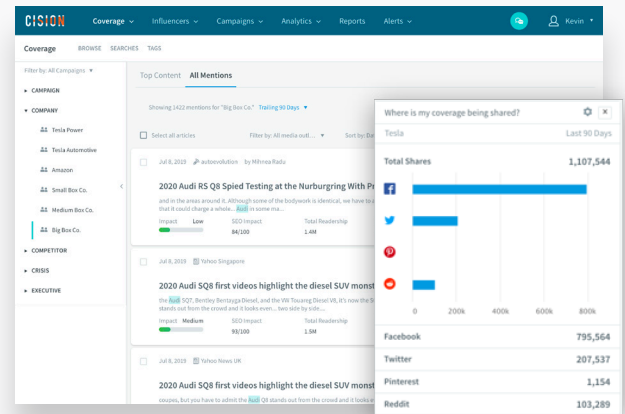 CISION
Coverage Influencers Campaigns Analytics Reports Alerts Kevin
Coverage BROWSE SEARCHES TAGS
Filter by: All Campaigns
CAMPAIGN
COMPANY
Tesla Power
Tesla Automotive
Amazon
Small Box Co.
Medium Box Co.
Big Box Co.
COMPETITOR
CRISIS
EXECUTIVE
Top Content All Mentions
Showing 1422 mentions for "Big Box Co." Trailing 90 Days
Select all articles Filter by: All media outl... Sort by: Da
Jul 8, 2019 autoevolution by Mihnea Radu
2020 Audi RS Q8 Spied Testing at the Nurburgring With Pr
and in the areas around it. Although some of the bodywork is identical, we have to
that it could charge a whole... Audi in some ma...
Impact Low SEO Impact Total Readership
84/100 1.4M
Jul 8, 2019 Yahoo Singapore
2020 Audi SQ8 first videos highlight the diesel SUV monst
the Audi SQ7, Bentley Bentayga Diesel, and the VW Touareg Diesel V8, it's now the
stands out from the crowd and it looks even... two side by side...
Impact Medium SEO Impact Total Readership
93/100 1.5M
Jul 8, 2019 Yahoo News UK
2020 Audi SQ8 first videos highlight the diesel SUV monst
coupes, but you have to admit the Audi Q8 stands out from the crowd and it looks
Where is my coverage being shared?
Tesla Last 90 Days
Total Shares 1,107,544
0 200k 400k 600k 800k
Facebook 795,564
Twitter 207,537
Pinterest 1,154
Reddit 103,289